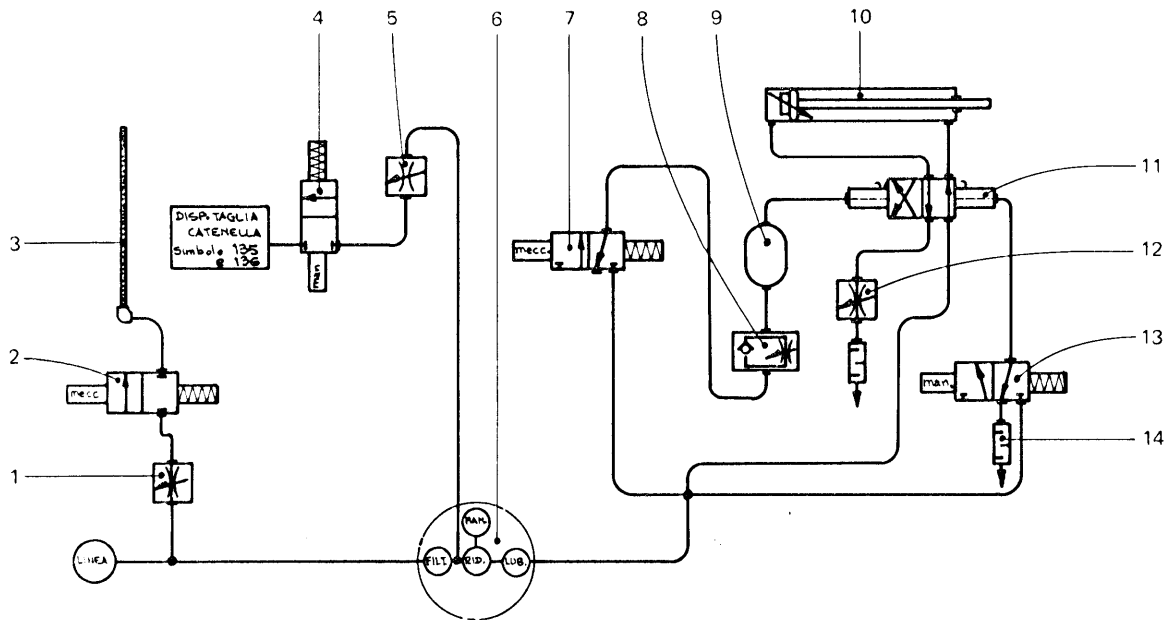 4
5
6
7
8
9
10
11
3
DISP. TAGLIA
CATENELLA
Simbolo 135
e 136
man
mecc.
12
2
mecc
13
man.
14
1
MAN.
LINEA
FILT.
RID.
LUB.